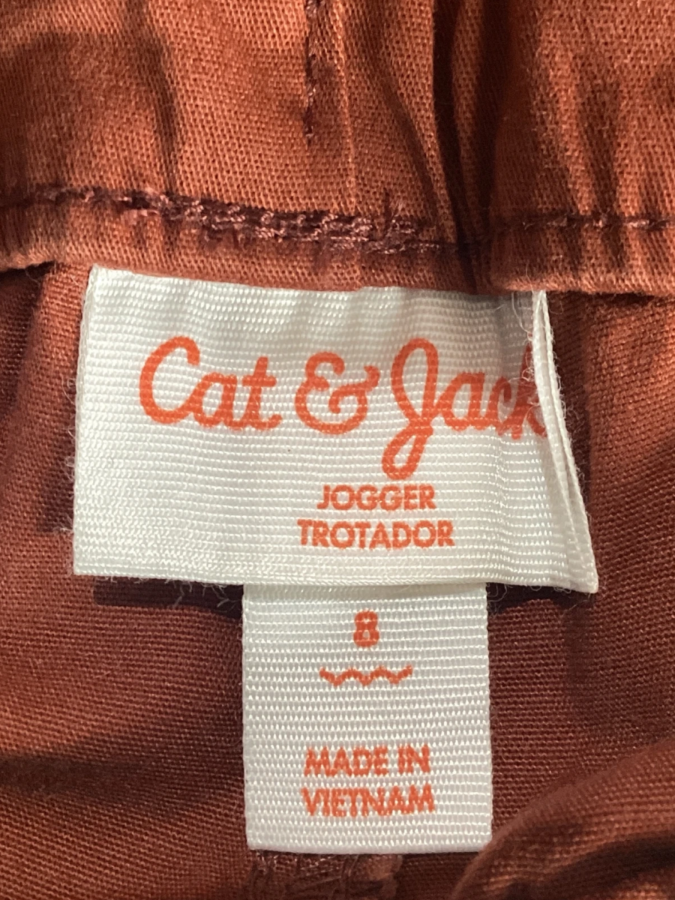 Cat & Jack
JOGGER
TROTADOR
8
MADE IN
VIETNAM